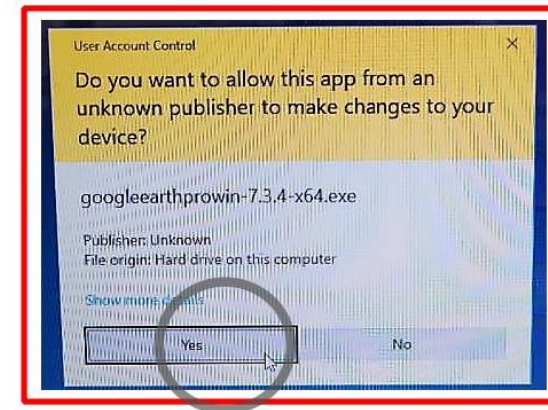 User Account Control
Do you want to allow this app from an
unknown publisher to make changes to your
device?
googleearthprowin-7.3.4-x64.exe
Publisher: Unknown
File origin: Hard drive on this computer
Show more details
Yes
No